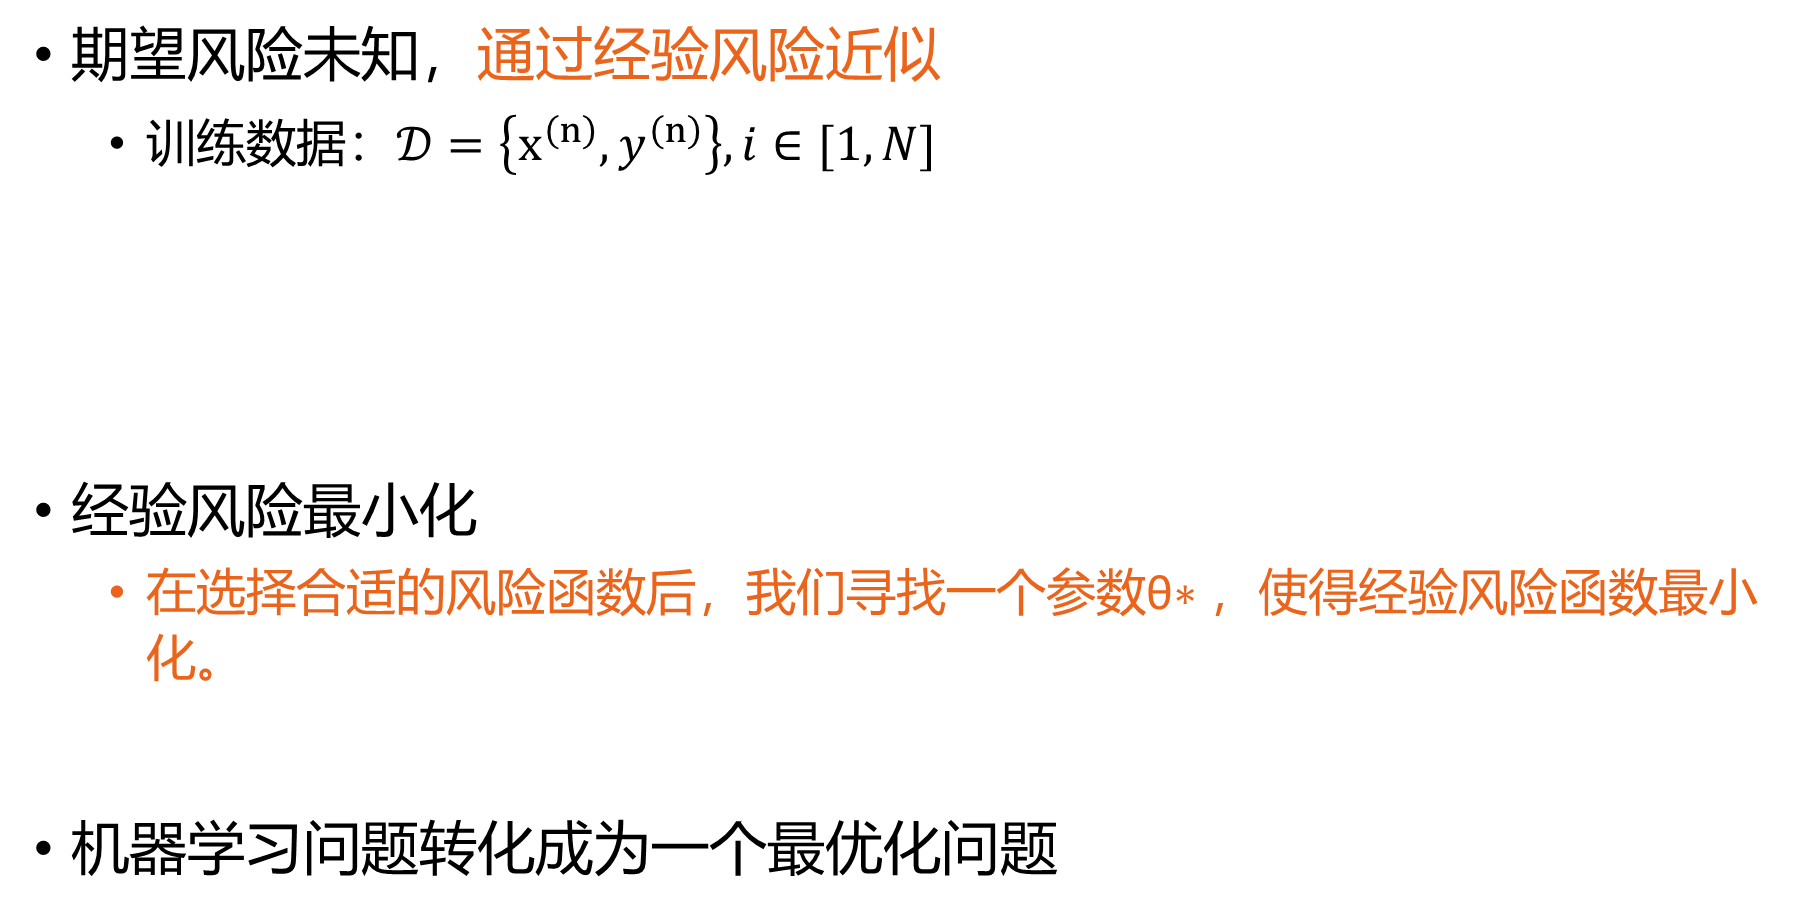 • 期望风险未知，通过经验风险近似
• 训练数据：𝒟 = {x⁽ⁿ⁾, y⁽ⁿ⁾}, i ∈ [1, N]
• 经验风险最小化
• 在选择合适的风险函数后，我们寻找一个参数θ∗，使得经验风险函数最小
化。
• 机器学习问题转化成为一个最优化问题